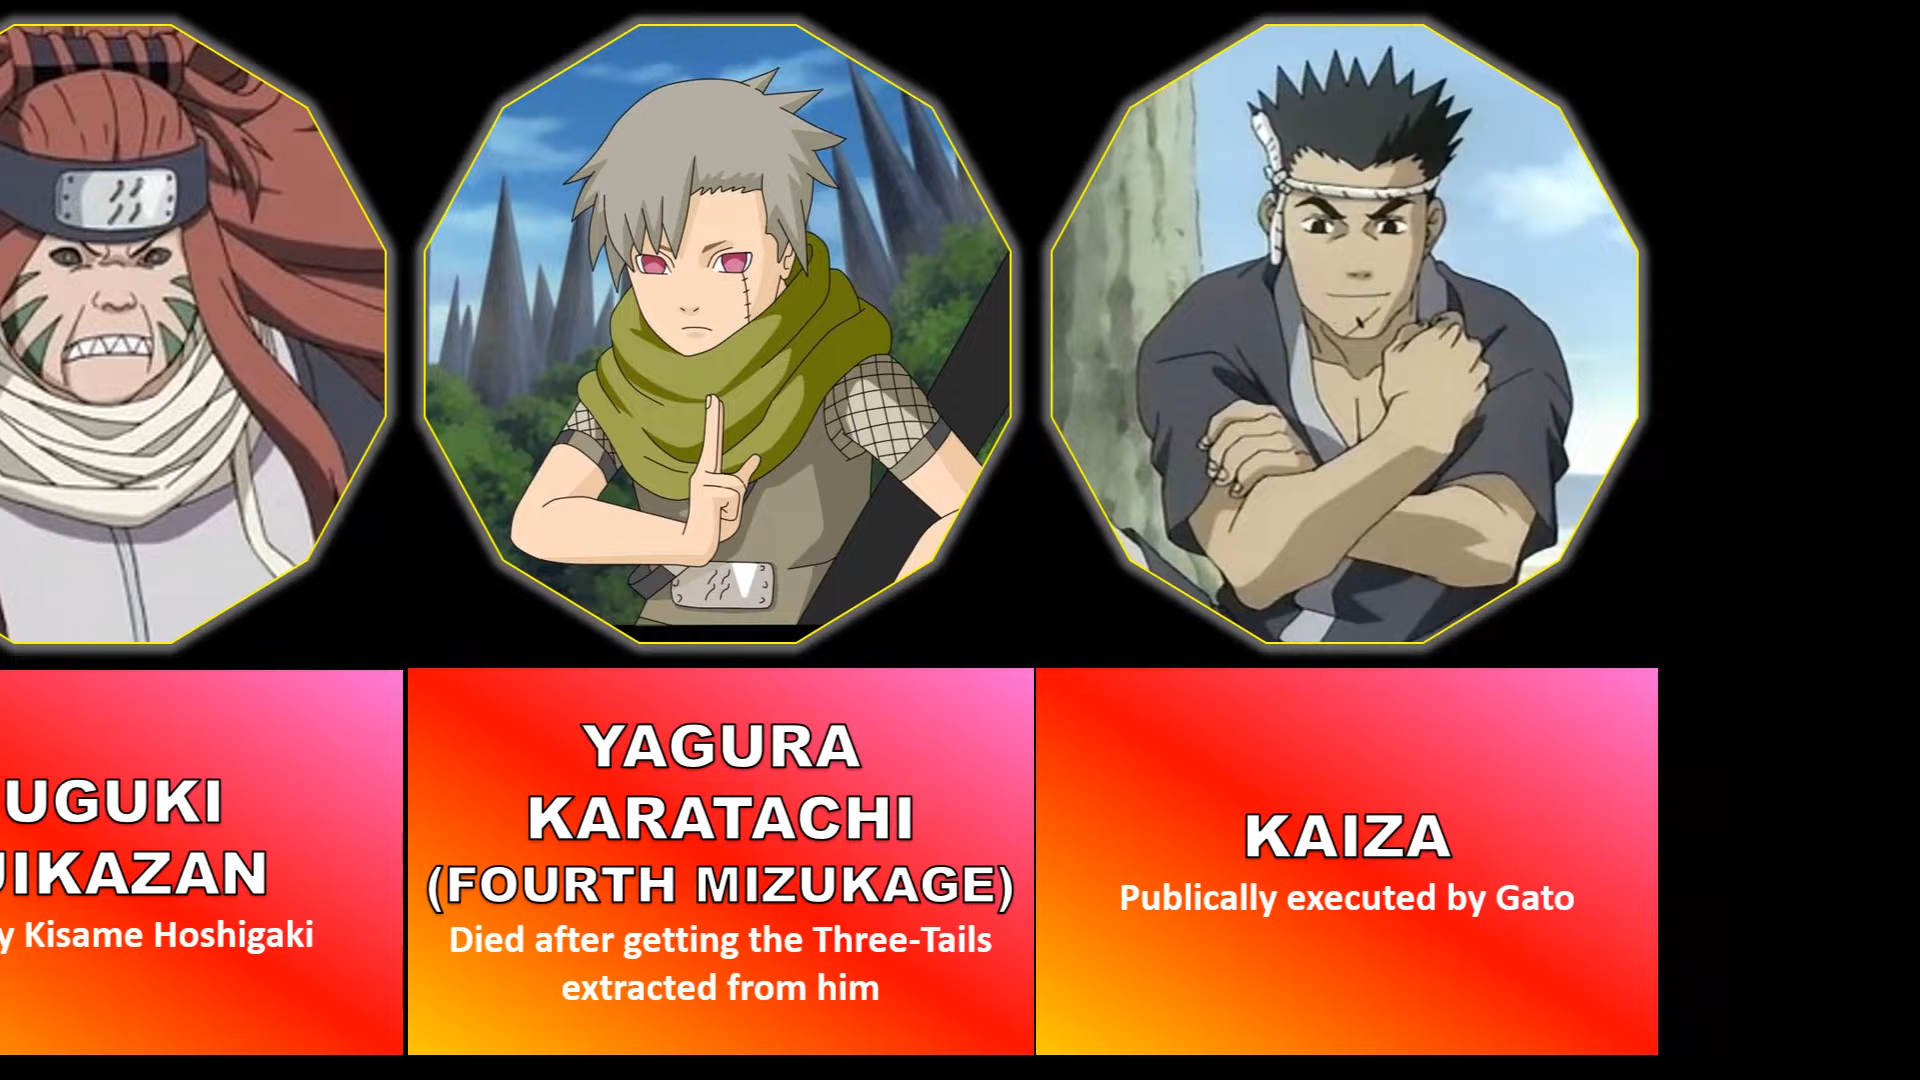 UGUKI
JIKAZAN
y Kisame Hoshigaki
YAGURA
KARATACHI
(FOURTH MIZUKAGE)
Died after getting the Three-Tails
extracted from him
KAIZA
Publically executed by Gato